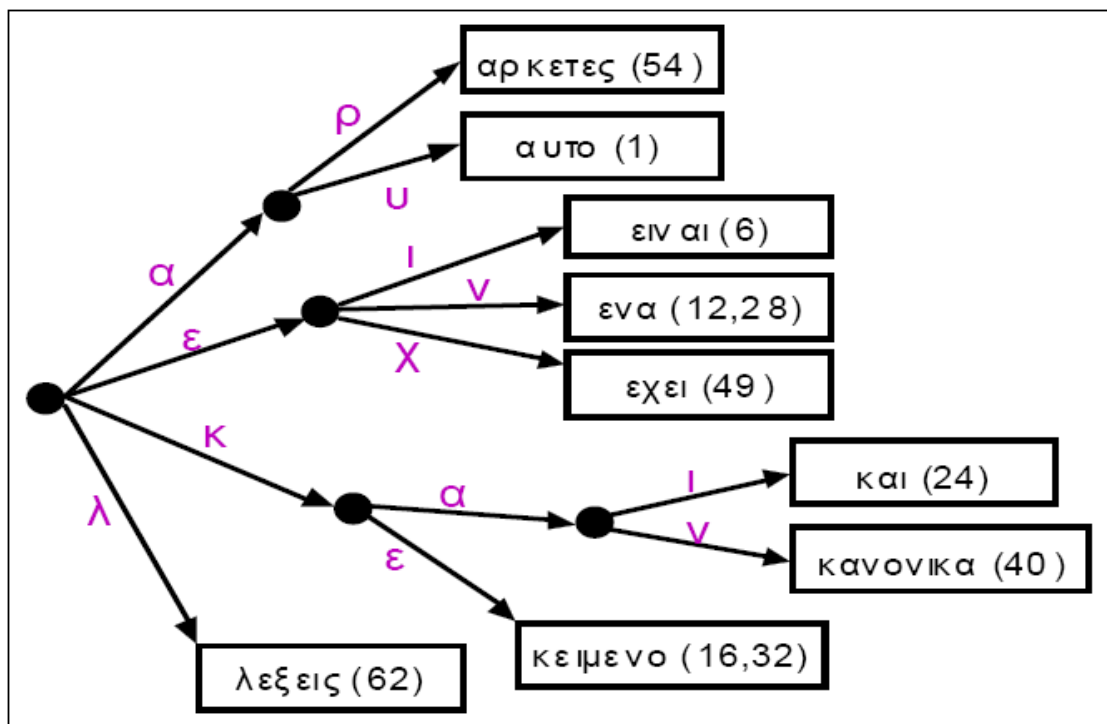 αρκετες (54)
ρ
αυτο (1)
υ
ειναι (6)
ι
α
ν
ενα (12,28)
ε
χ
εχει (49)
κ
ι
και (24)
α
λ
ν
ε
κανονικα (40)
κειμενο (16,32)
λεξεις (62)